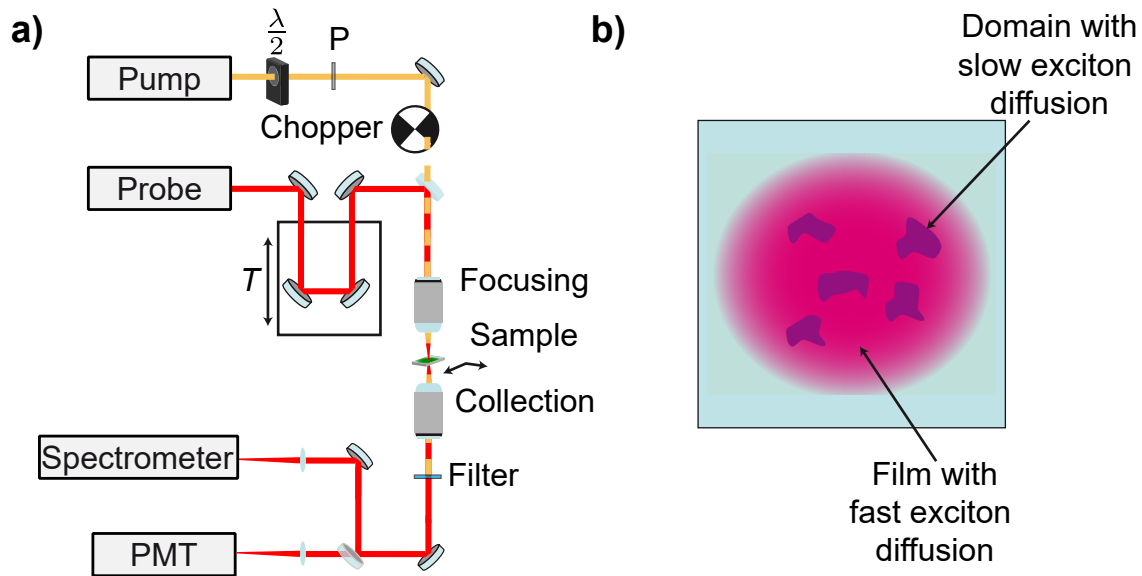 a)
λ/2
P
Pump
Chopper
Probe
T
Focusing
Sample
Collection
Spectrometer
Filter
PMT
b)
Domain with
slow exciton
diffusion
Film with
fast exciton
diffusion